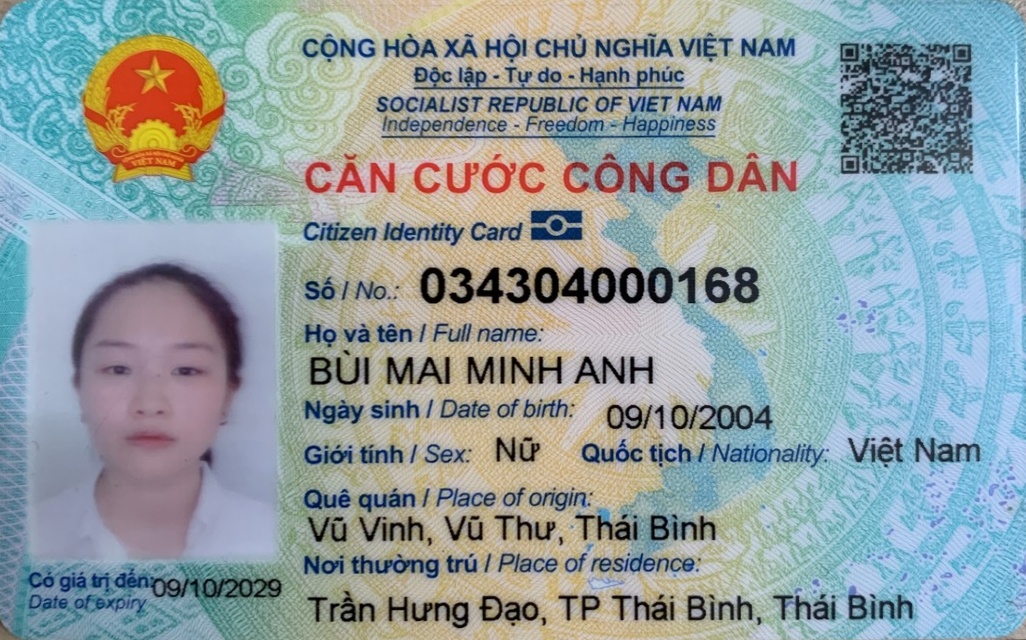 CỘNG HÒA XÃ HỘI CHỦ NGHĨA VIỆT NAM
Độc lập - Tự do - Hạnh phúc
SOCIALIST REPUBLIC OF VIET NAM
Independence - Freedom - Happiness
CĂN CƯỚC CÔNG DÂN
Citizen Identity Card
Số / No.: 034304000168
Họ và tên / Full name:
BÙI MAI MINH ANH
Ngày sinh / Date of birth: 09/10/2004
Giới tính / Sex: Nữ Quốc tịch / Nationality: Việt Nam
Quê quán / Place of origin:
Vũ Vinh, Vũ Thư, Thái Bình
Nơi thường trú / Place of residence:
Trần Hưng Đạo, TP Thái Bình, Thái Bình
Có giá trị đến: 09/10/2029
Date of expiry
VIỆT NAM